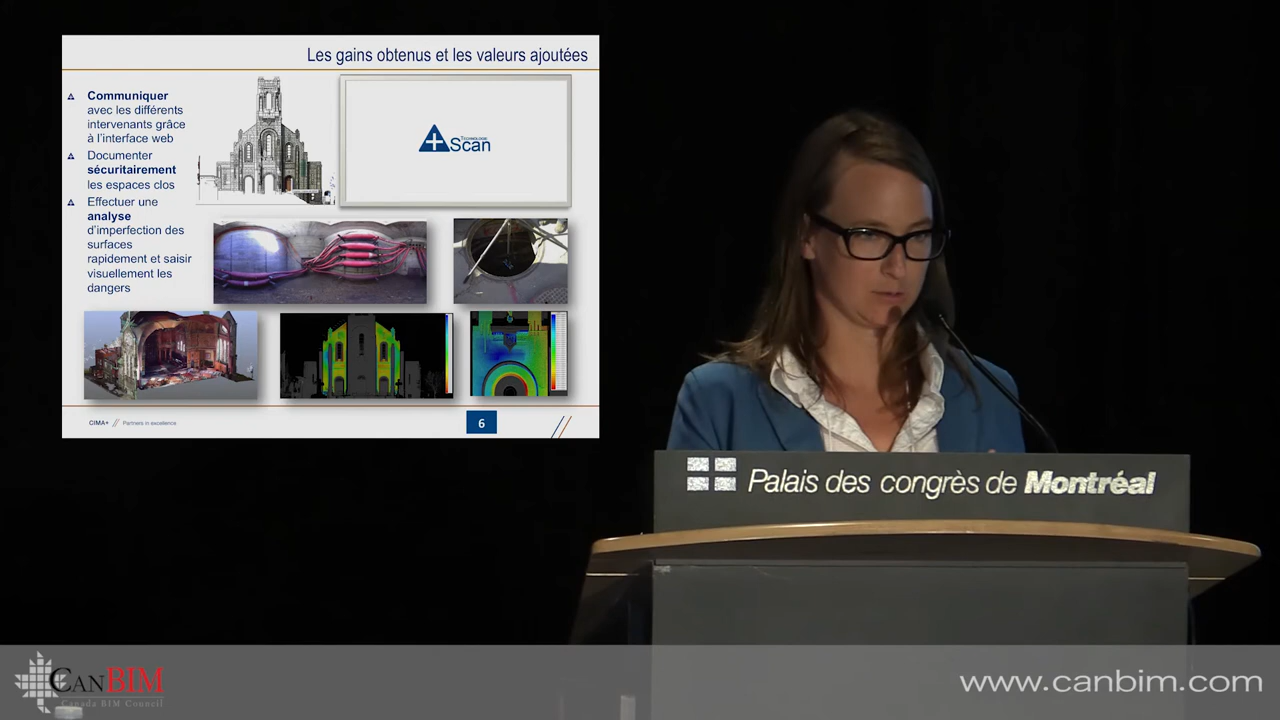 Les gains obtenus et les valeurs ajoutées
Communiquer
avec les différents
intervenants grâce
à l'interface web
Documenter
sécuritairement
les espaces clos
Effectuer une
analyse
d'imperfection des
surfaces
rapidement et saisir
visuellement les
dangers
TECHNOLOGIE
Scan
CIMA+ // Partners in excellence
6
Palais des congrès de Montréal
CANBIM
Canada BIM Council
www.canbim.com